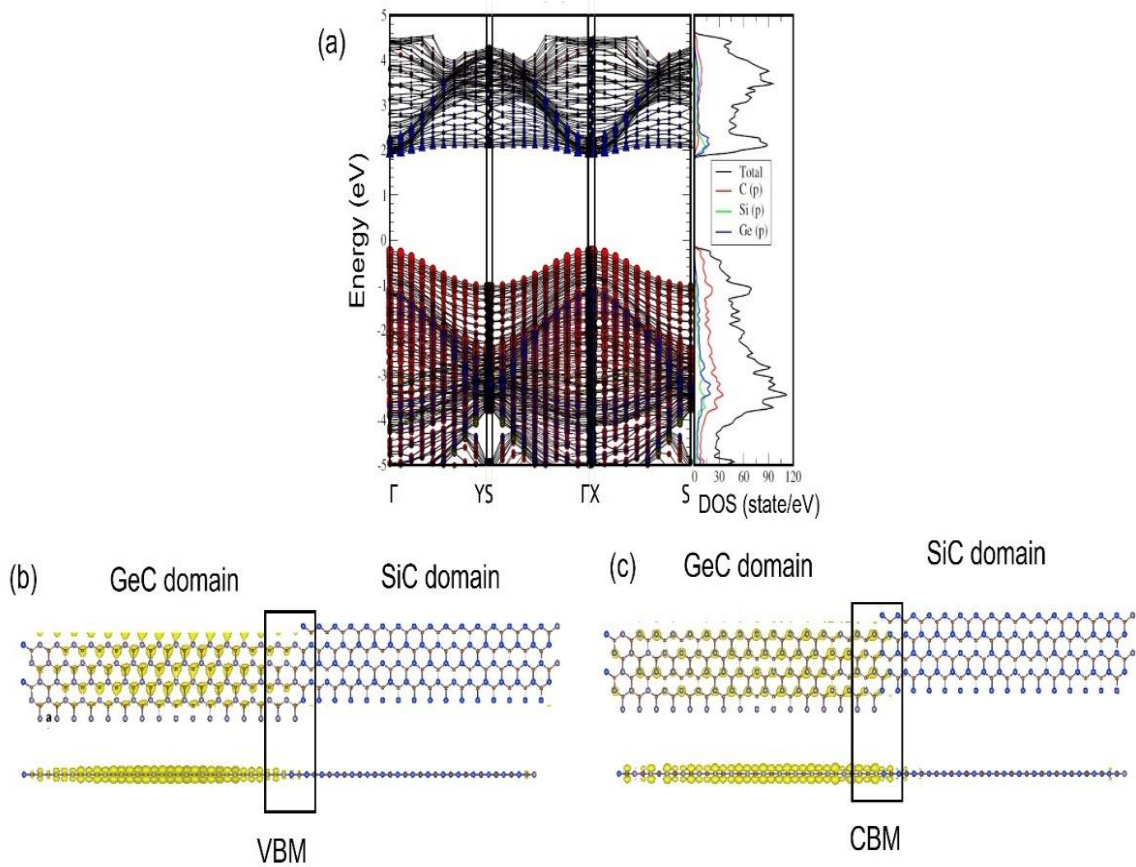 (a)
5
4
3
2
1
0
-1
-2
-3
-4
-5
Energy (eV)
Γ YS ΓX S
Total
C (p)
Si (p)
Ge (p)
0 30 60 90 120
DOS (state/eV)
(b) GeC domain SiC domain
a
VBM
(c) GeC domain SiC domain
CBM